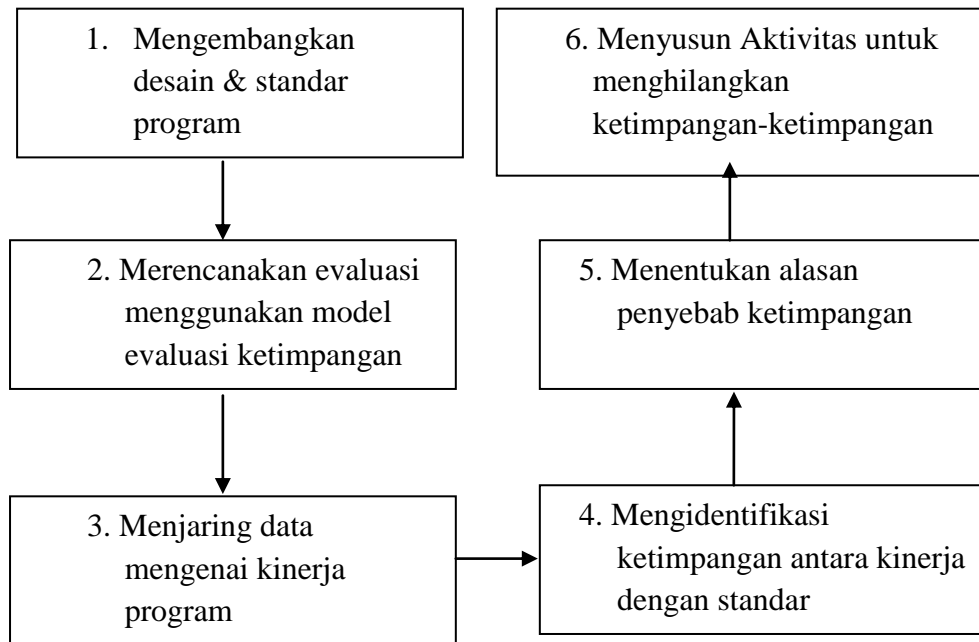 1. Mengembangkan
desain & standar
program
2. Merencanakan evaluasi
menggunakan model
evaluasi ketimpangan
3. Menjaring data
mengenai kinerja
program
4. Mengidentifikasi
ketimpangan antara kinerja
dengan standar
5. Menentukan alasan
penyebab ketimpangan
6. Menyusun Aktivitas untuk
menghilangkan
ketimpangan-ketimpangan